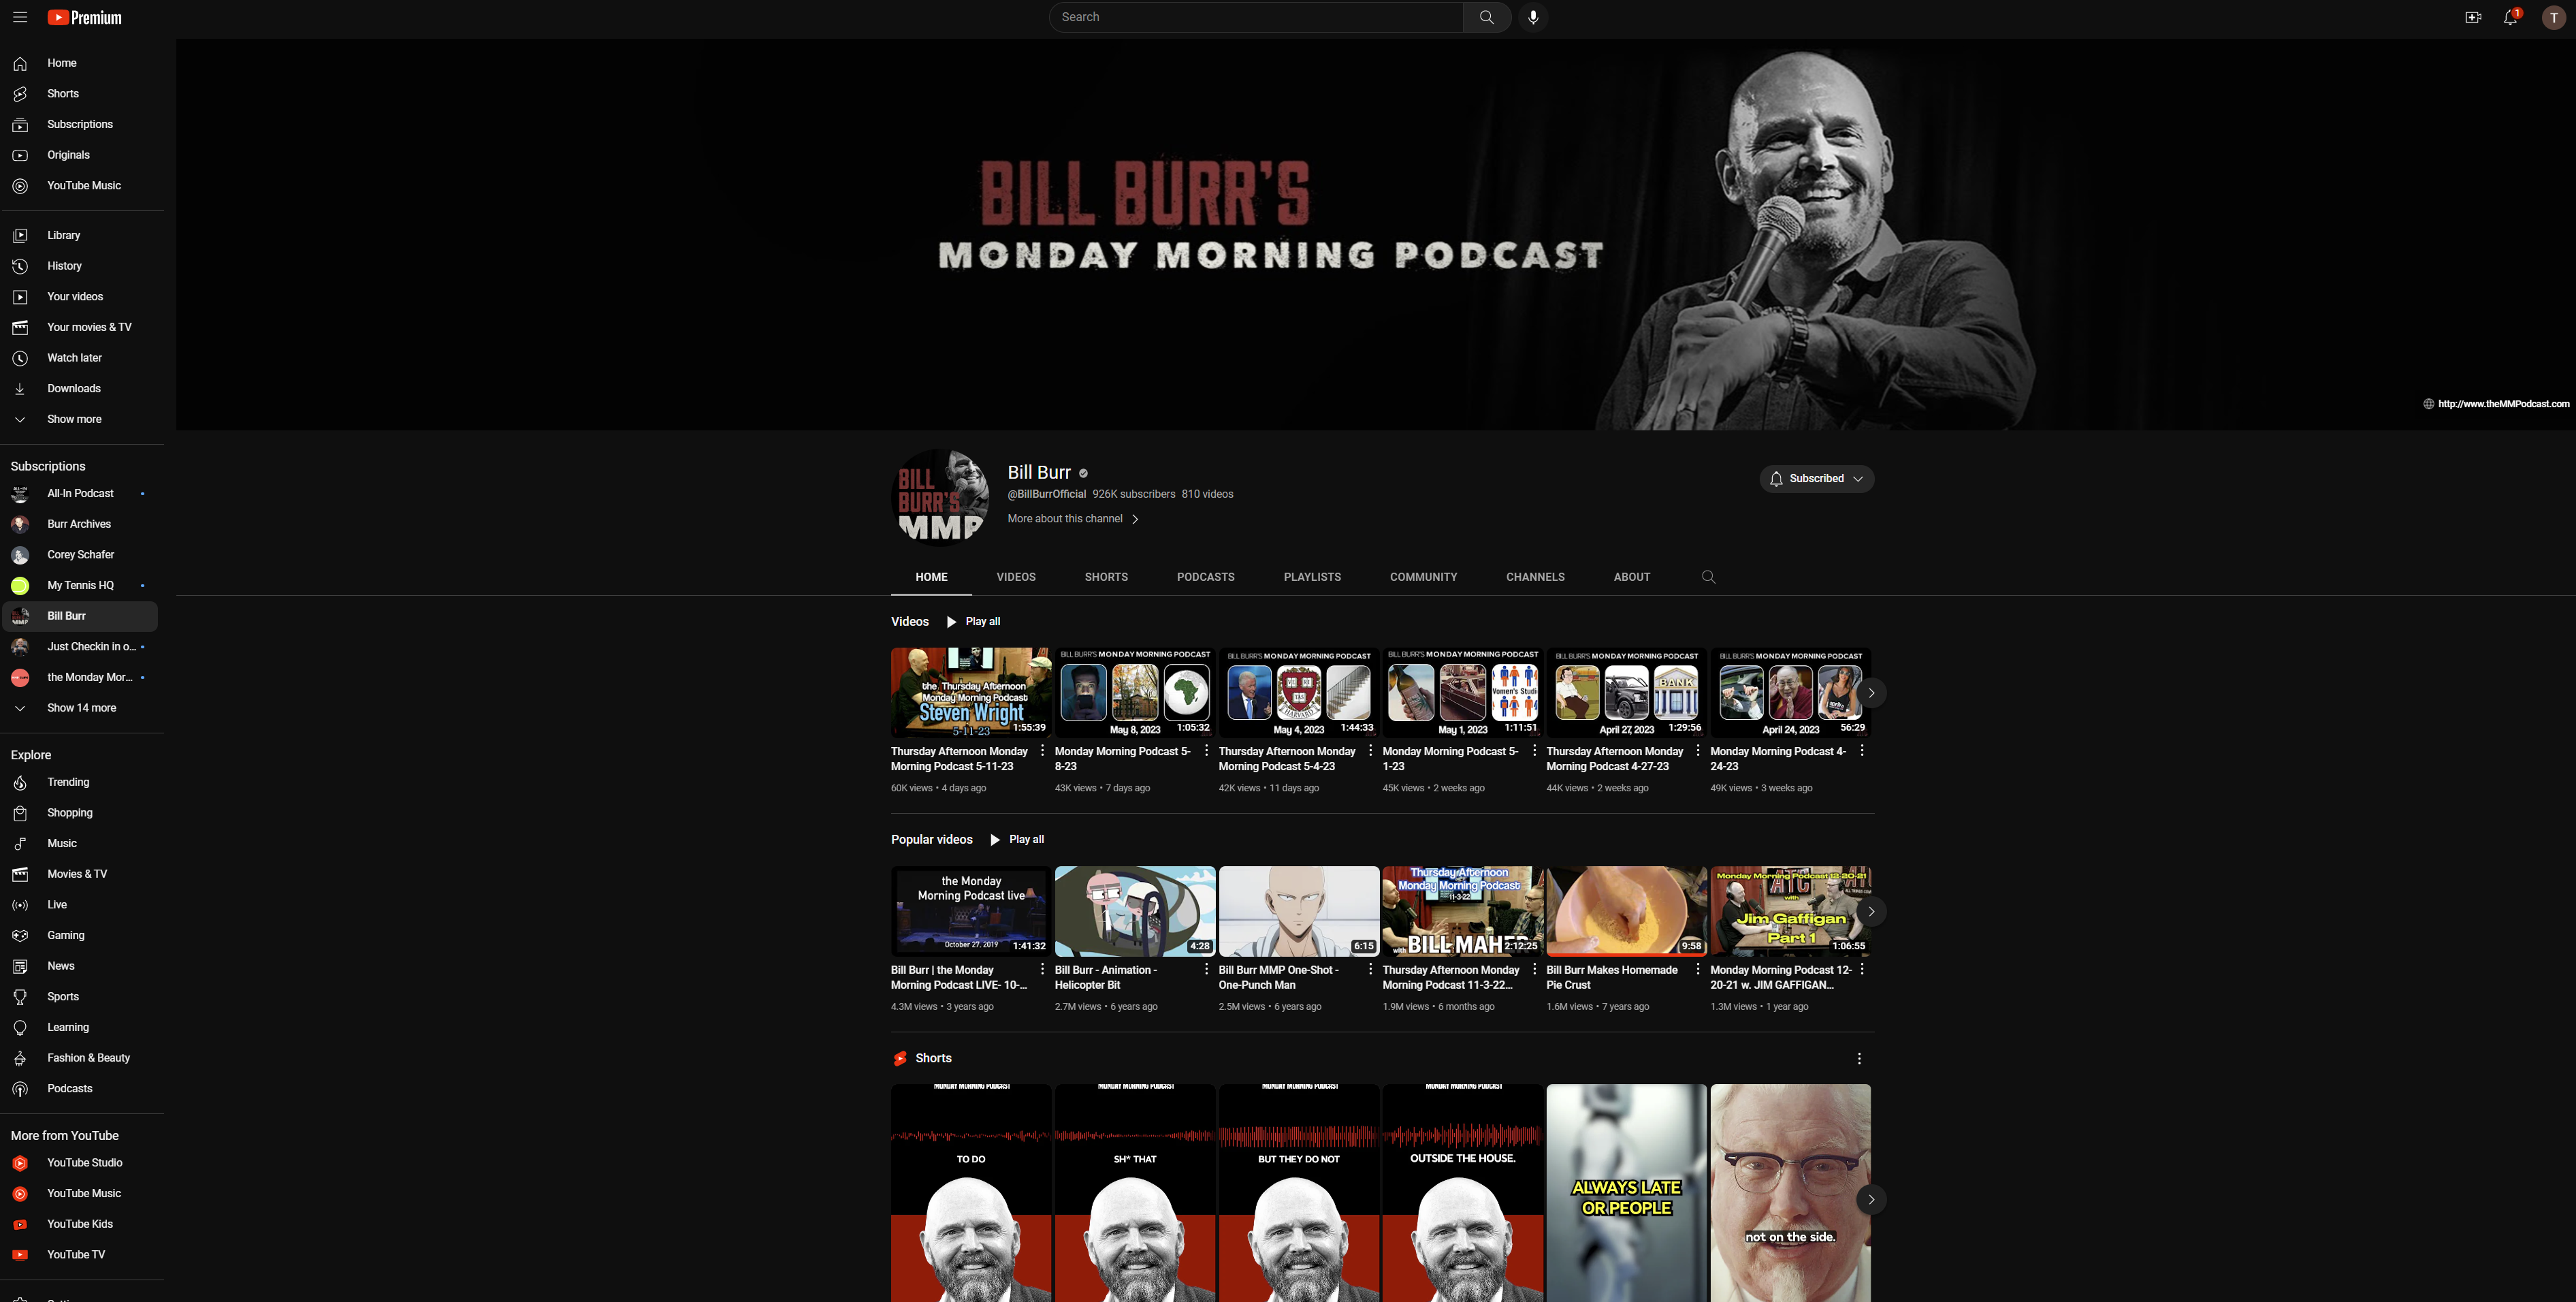 Premium
Search
1
T
Home
Shorts
Subscriptions
Originals
YouTube Music
Library
History
Your videos
Your movies & TV
Watch later
Downloads
Show more
Subscriptions
All-In Podcast
Burr Archives
Corey Schafer
My Tennis HQ
Bill Burr
Just Checkin in o...
the Monday Mor...
Show 14 more
Explore
Trending
Shopping
Music
Movies & TV
Live
Gaming
News
Sports
Learning
Fashion & Beauty
Podcasts
More from YouTube
YouTube Studio
YouTube Music
YouTube Kids
YouTube TV
BILL BURR'S
MONDAY MORNING PODCAST
http://www.theMMPodcast.com
BILL
BURR'S
MMP
Bill Burr
@BillBurrOfficial 926K subscribers 810 videos
More about this channel
Subscribed
HOME VIDEOS SHORTS PODCASTS PLAYLISTS COMMUNITY CHANNELS ABOUT
Videos Play all
the Thursday Afternoon
Monday Morning Podcast
Steven Wright
5-11-23
1:55:39
Thursday Afternoon Monday
Morning Podcast 5-11-23
60K views • 4 days ago
BILL BURR'S MONDAY MORNING PODCAST
May 8, 2023
1:05:32
Monday Morning Podcast 5-
8-23
43K views • 7 days ago
BILL BURR'S MONDAY MORNING PODCAST
HARVARD
May 4, 2023
1:44:33
Thursday Afternoon Monday
Morning Podcast 5-4-23
42K views • 11 days ago
BILL BURR'S MONDAY MORNING PODCAST
Women's Studi
May 1, 2023
1:11:51
Monday Morning Podcast 5-
1-23
45K views • 2 weeks ago
BILL BURR'S MONDAY MORNING PODCAST
BANK
April 27, 2023
1:29:56
Thursday Afternoon Monday
Morning Podcast 4-27-23
44K views • 2 weeks ago
BILL BURR'S MONDAY MORNING PODCAST
April 24, 2023
56:29
Monday Morning Podcast 4-
24-23
49K views • 3 weeks ago
Popular videos Play all
the Monday
Morning Podcast live
October 27, 2019
1:41:32
Bill Burr | the Monday
Morning Podcast LIVE- 10-...
4.3M views • 3 years ago
4:28
Bill Burr - Animation -
Helicopter Bit
2.7M views • 6 years ago
6:15
Bill Burr MMP One-Shot -
One-Punch Man
2.5M views • 6 years ago
Thursday Afternoon
Monday Morning Podcast
11-3-22
with BILL MAHER
2:12:25
Thursday Afternoon Monday
Morning Podcast 11-3-22...
1.9M views • 6 months ago
9:58
Bill Burr Makes Homemade
Pie Crust
1.6M views • 7 years ago
Monday Morning Podcast 12-20-21
ATC
with
Jim Gaffigan
Part 1
1:06:55
Monday Morning Podcast 12-
20-21 w. JIM GAFFIGAN...
1.3M views • 1 year ago
Shorts
MONDAY MORNING PODCAST
TO DO
MONDAY MORNING PODCAST
SH* THAT
MONDAY MORNING PODCAST
BUT THEY DO NOT
MONDAY MORNING PODCAST
OUTSIDE THE HOUSE.
ALWAYS LATE
OR PEOPLE
not on the side.